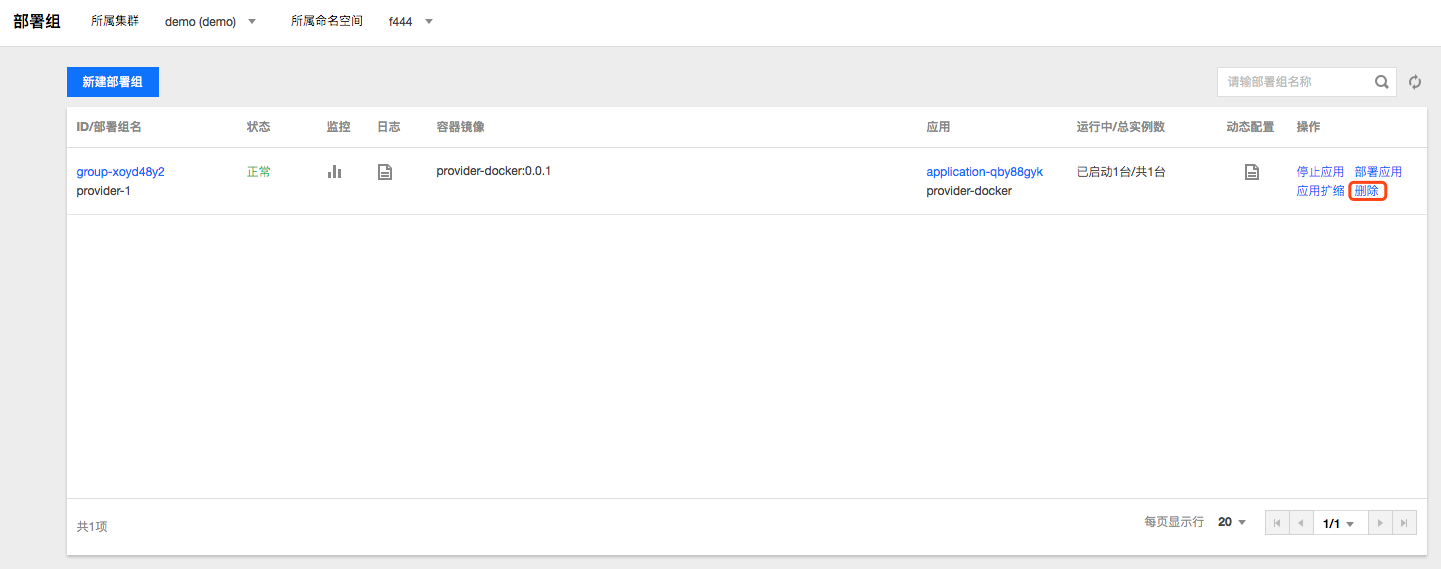 部署组 所属集群 demo (demo) 所属命名空间 f444
新建部署组 请输部署组名称
ID/部署组名 状态 监控 日志 容器镜像 应用 运行中/总实例数 动态配置 操作
group-xoyd48y2 正常 provider-docker:0.0.1 application-qby88gyk 已启动1台/共1台 停止应用 部署应用
provider-1 provider-docker 应用扩缩 删除
共1项 每页显示行 20 1/1